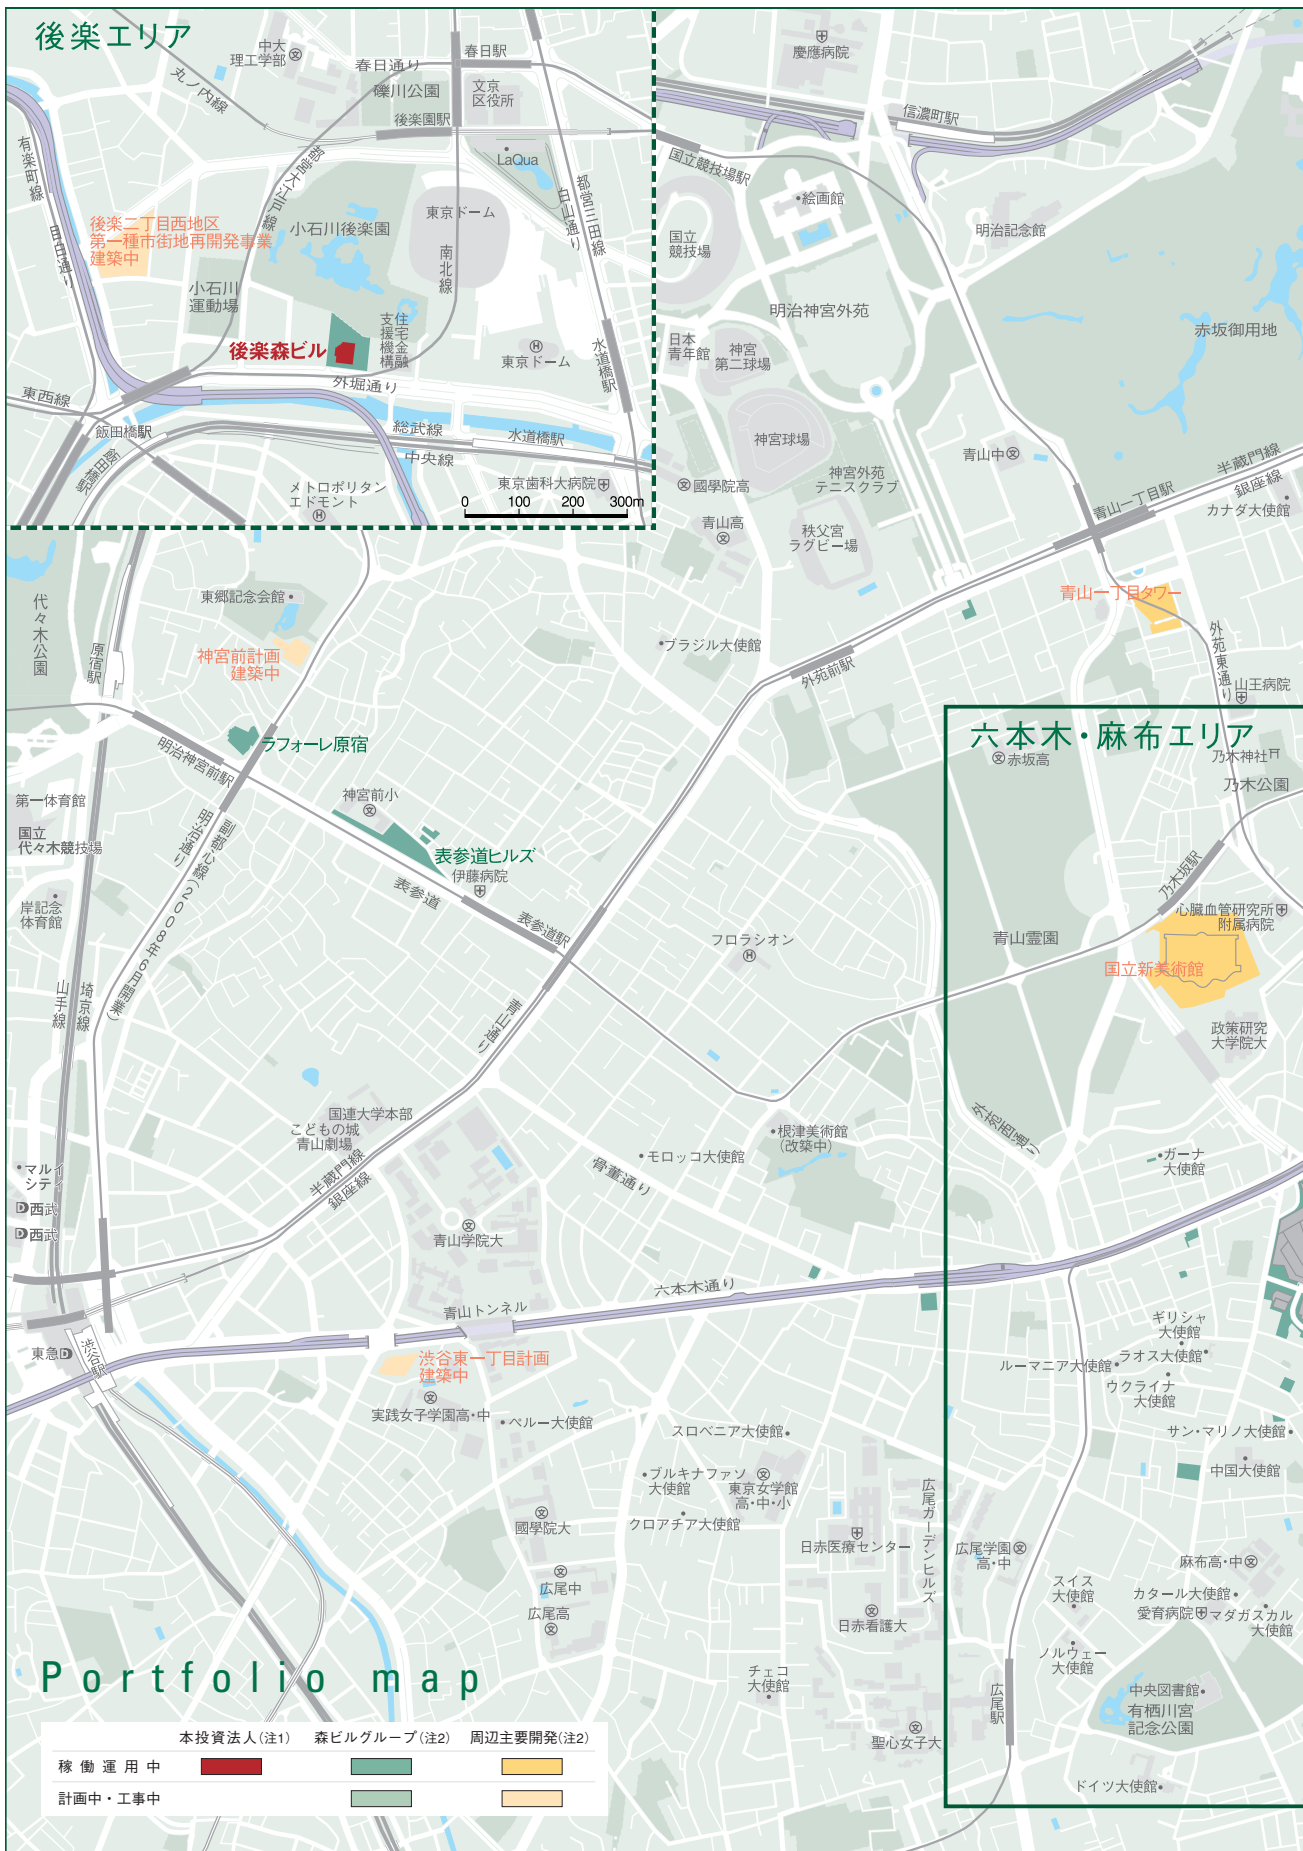 後楽エリア
中大
理工学部
春日駅
春日通り
丸ノ内線
礫川公園
文京
区役所
後楽園駅
LaQua
有楽町線
都営大江戸線
白山通り
都営三田線
目白通り
後楽二丁目西地区
第一種市街地再開発事業
建築中
小石川後楽園
東京ドーム
南北線
小石川
運動場
後楽森ビル
住宅金融
支援機構
東京ドーム
水道橋駅
外堀通り
東西線
飯田橋駅
飯田橋駅
総武線
中央線
水道橋駅
メトロポリタン
エドモント
東京歯科大病院
0 100 200 300m
慶應病院
信濃町駅
国立競技場駅
絵画館
国立
競技場
明治記念館
明治神宮外苑
赤坂御用地
日本
青年館
神宮
第二球場
神宮球場
青山中
半蔵門線
銀座線
國學院高
神宮外苑
テニスクラブ
カナダ大使館
青山一丁目駅
青山高
秩父宮
ラグビー場
代々木公園
東郷記念会館
青山一丁目タワー
原宿駅
神宮前計画
建築中
ブラジル大使館
外苑前駅
外苑東通り
山王病院
六本木・麻布エリア
赤坂高
乃木神社
乃木公園
明治神宮前駅
ラフォーレ原宿
第一体育館
国立
代々木競技場
神宮前小
明治通り
副都心線(2008年6月開業)
表参道ヒルズ
伊藤病院
表参道
表参道駅
岸記念
体育館
フロラシオン
乃木坂駅
心臓血管研究所
附属病院
青山霊園
国立新美術館
山手線
埼京線
青山通り
政策研究
大学院大
国連大学本部
こどもの城
青山劇場
根津美術館
(改築中)
外苑西通り
モロッコ大使館
骨董通り
ガーナ
大使館
マルイ
シティ
西武
西武
半蔵門線
銀座線
青山学院大
六本木通り
青山トンネル
東急
渋谷駅
渋谷東一丁目計画
建築中
ギリシャ
大使館
ルーマニア大使館
ラオス大使館
ウクライナ
大使館
実践女子学園高・中
ペルー大使館
スロベニア大使館
サン・マリノ大使館
ブルキナファソ
大使館
東京女学館
高・中・小
中国大使館
クロアチア大使館
國學院大
広尾ガーデンヒルズ
日赤医療センター
広尾学園
高・中
麻布高・中
広尾中
スイス
大使館
カタール大使館
愛育病院
マダガスカル
大使館
広尾高
日赤看護大
ノルウェー
大使館
チェコ
大使館
広尾駅
中央図書館
有栖川宮
記念公園
聖心女子大
ドイツ大使館
Portfolio map
本投資法人(注1) 森ビルグループ(注2) 周辺主要開発(注2)
稼働運用中
計画中・工事中